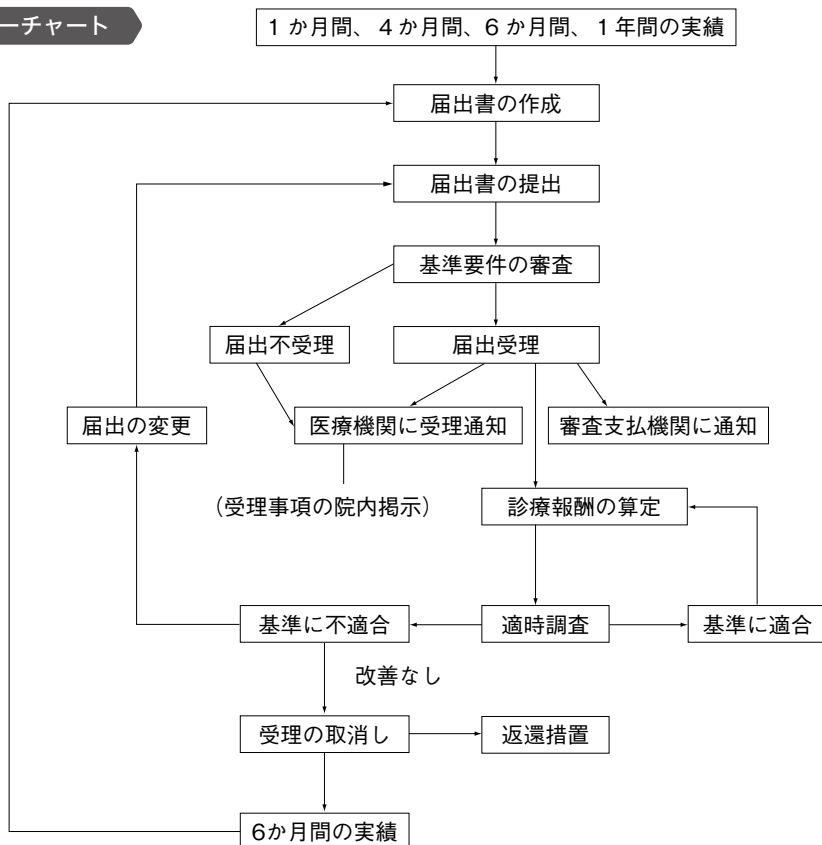 ーチャート
1か月間、4か月間、6か月間、1年間の実績
届出書の作成
届出書の提出
基準要件の審査
届出不受理
届出受理
届出の変更
医療機関に受理通知
審査支払機関に通知
(受理事項の院内掲示)
診療報酬の算定
基準に不適合
適時調査
基準に適合
改善なし
受理の取消し
返還措置
6か月間の実績